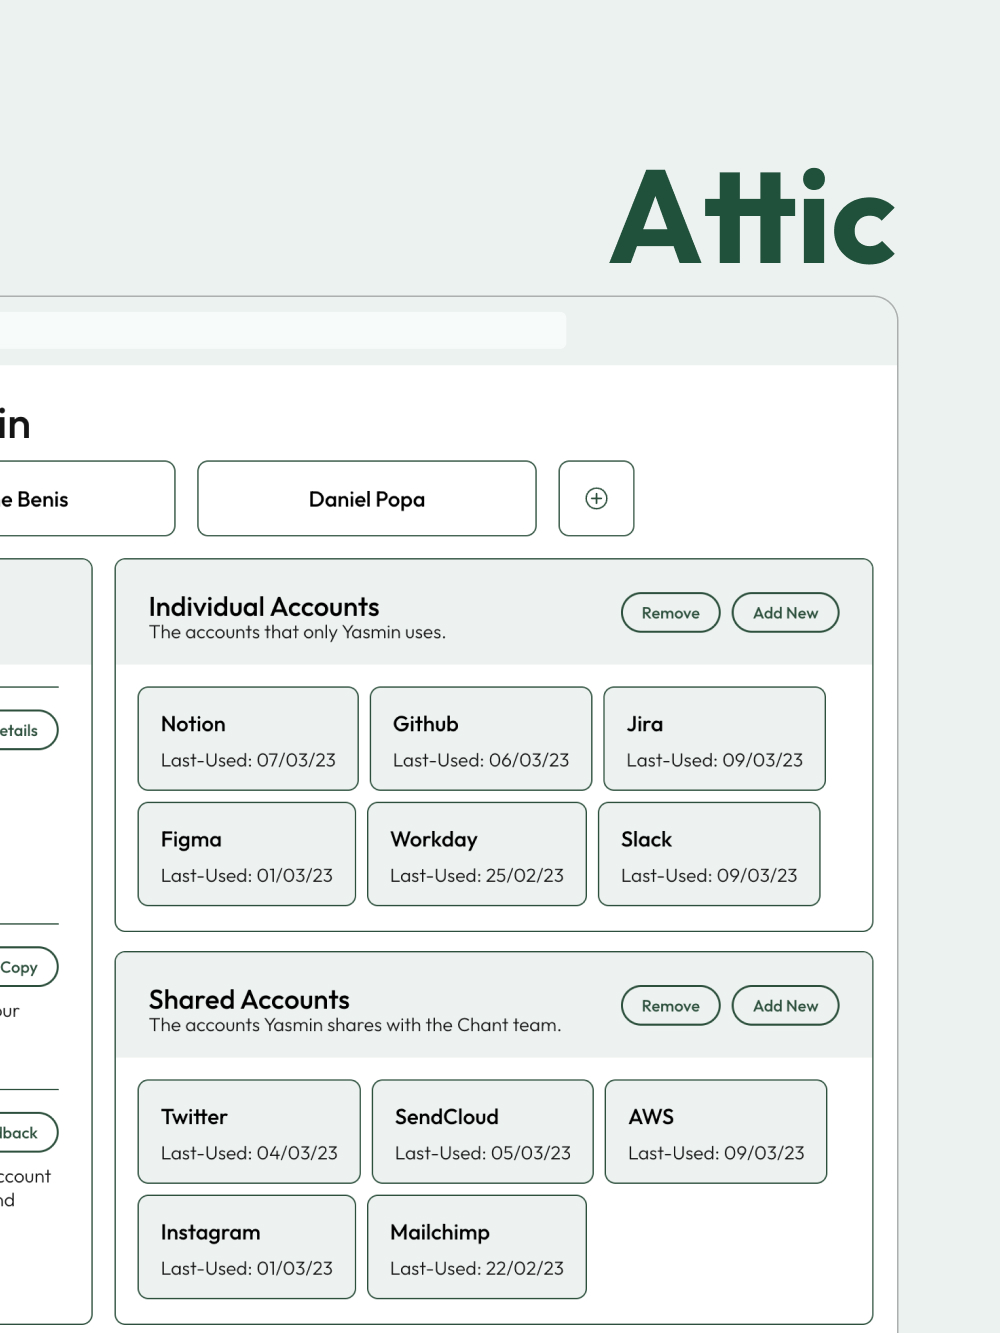 Attic
in
e Benis
Daniel Popa
etails
Copy
our
lback
ccount
nd
Individual Accounts
The accounts that only Yasmin uses.
Remove
Add New
Notion
Last-Used: 07/03/23
Github
Last-Used: 06/03/23
Jira
Last-Used: 09/03/23
Figma
Last-Used: 01/03/23
Workday
Last-Used: 25/02/23
Slack
Last-Used: 09/03/23
Shared Accounts
The accounts Yasmin shares with the Chant team.
Remove
Add New
Twitter
Last-Used: 04/03/23
SendCloud
Last-Used: 05/03/23
AWS
Last-Used: 09/03/23
Instagram
Last-Used: 01/03/23
Mailchimp
Last-Used: 22/02/23